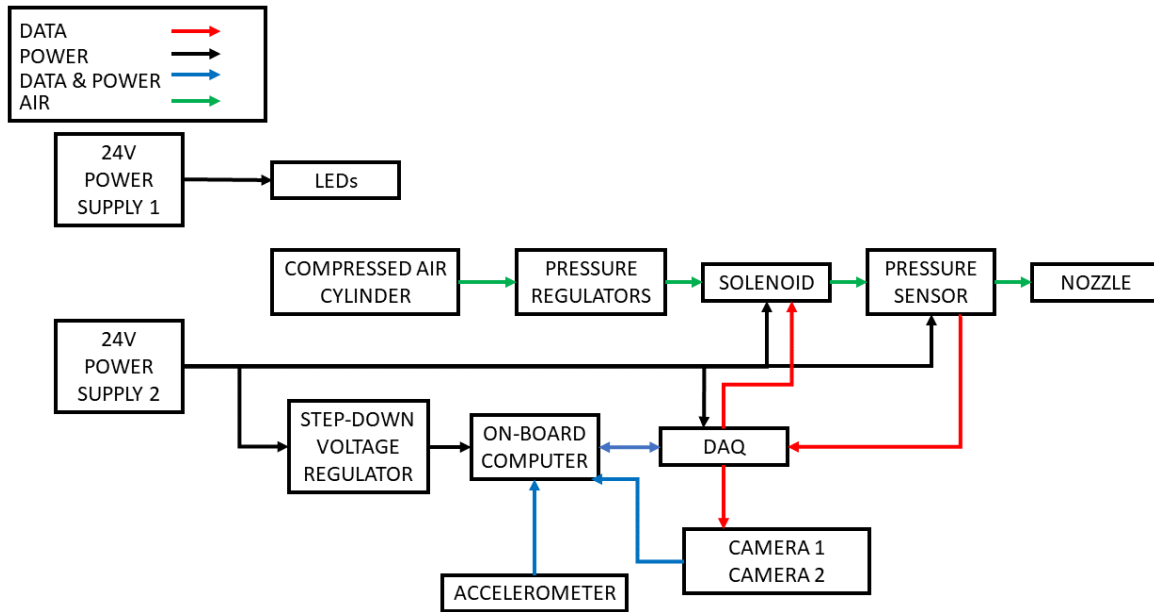 DATA
POWER
DATA & POWER
AIR
24V
POWER
SUPPLY 1
LEDs
COMPRESSED AIR
CYLINDER
PRESSURE
REGULATORS
SOLENOID
PRESSURE
SENSOR
NOZZLE
24V
POWER
SUPPLY 2
STEP-DOWN
VOLTAGE
REGULATOR
ON-BOARD
COMPUTER
DAQ
CAMERA 1
CAMERA 2
ACCELEROMETER